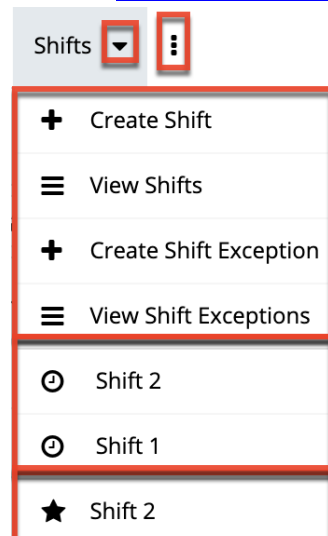 Shifts
Create Shift
View Shifts
Create Shift Exception
View Shift Exceptions
Shift 2
Shift 1
Shift 2